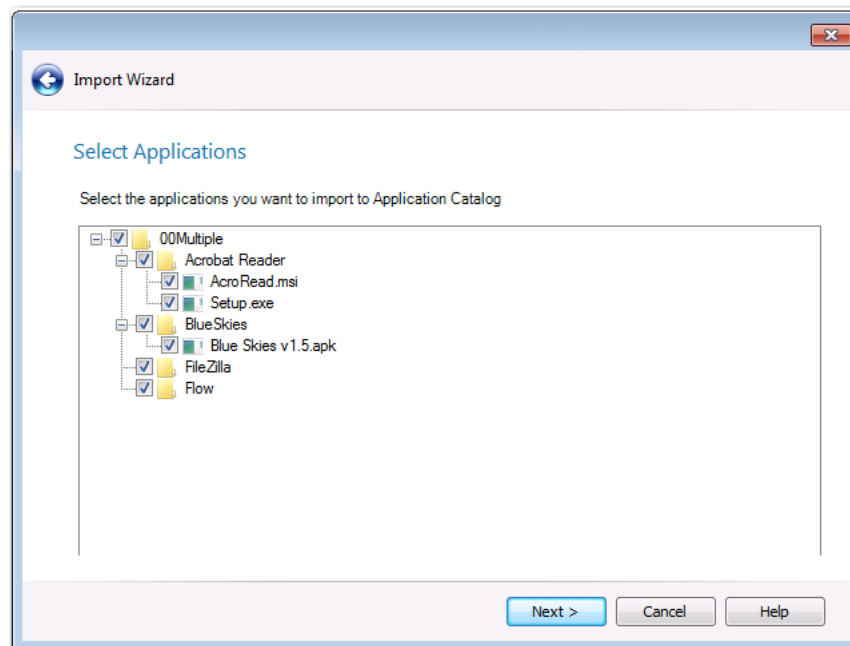 Import Wizard
Select Applications
Select the applications you want to import to Application Catalog
00Multiple
Acrobat Reader
AcroRead.msi
Setup.exe
BlueSkies
Blue Skies v1.5.apk
FileZilla
Flow
Next > Cancel Help